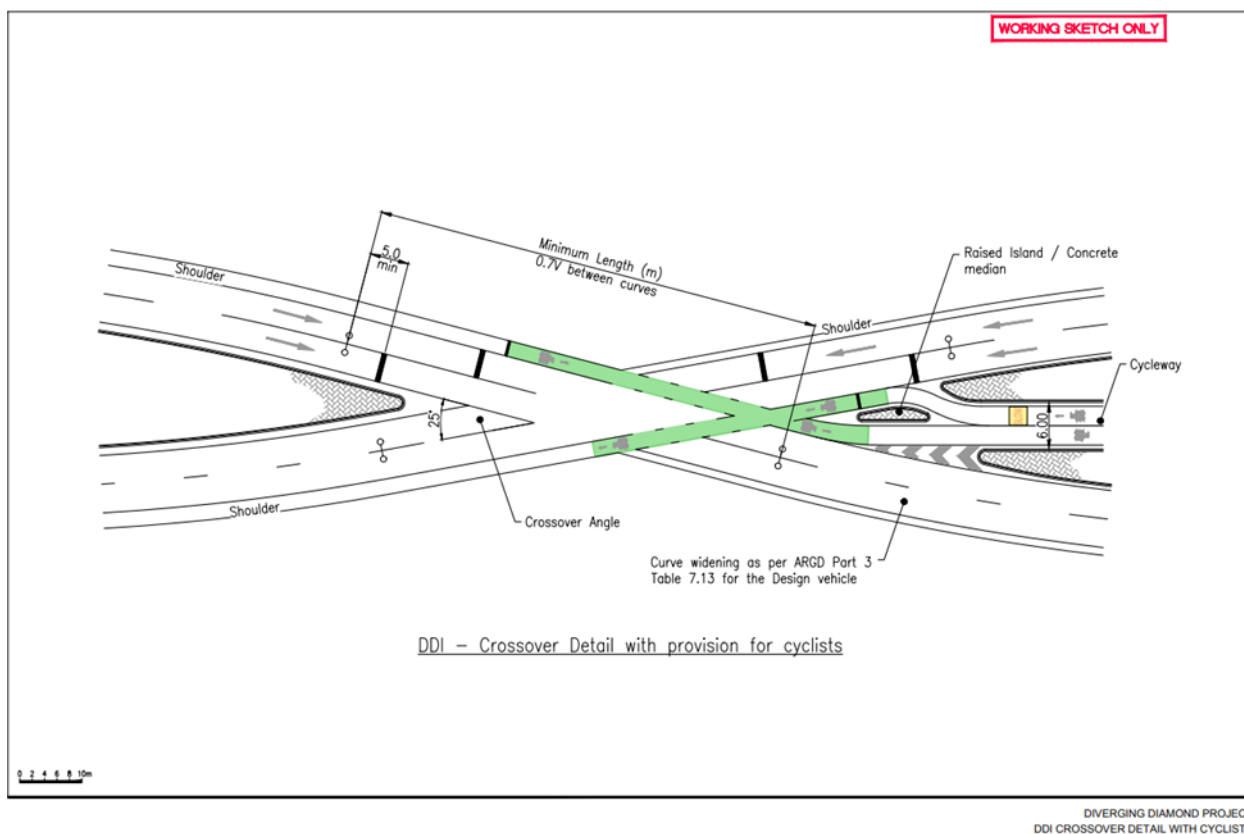 WORKING SKETCH ONLY
Minimum Length (m)
0.7V between curves
5.0
min
Shoulder
Raised Island / Concrete
median
Shoulder
Cycleway
25°
6.00
Shoulder
Crossover Angle
Curve widening as per ARGD Part 3
Table 7.13 for the Design vehicle
DDI – Crossover Detail with provision for cyclists
0 2 4 6 8 10m
DIVERGING DIAMOND PROJEC
DDI CROSSOVER DETAIL WITH CYCLIST